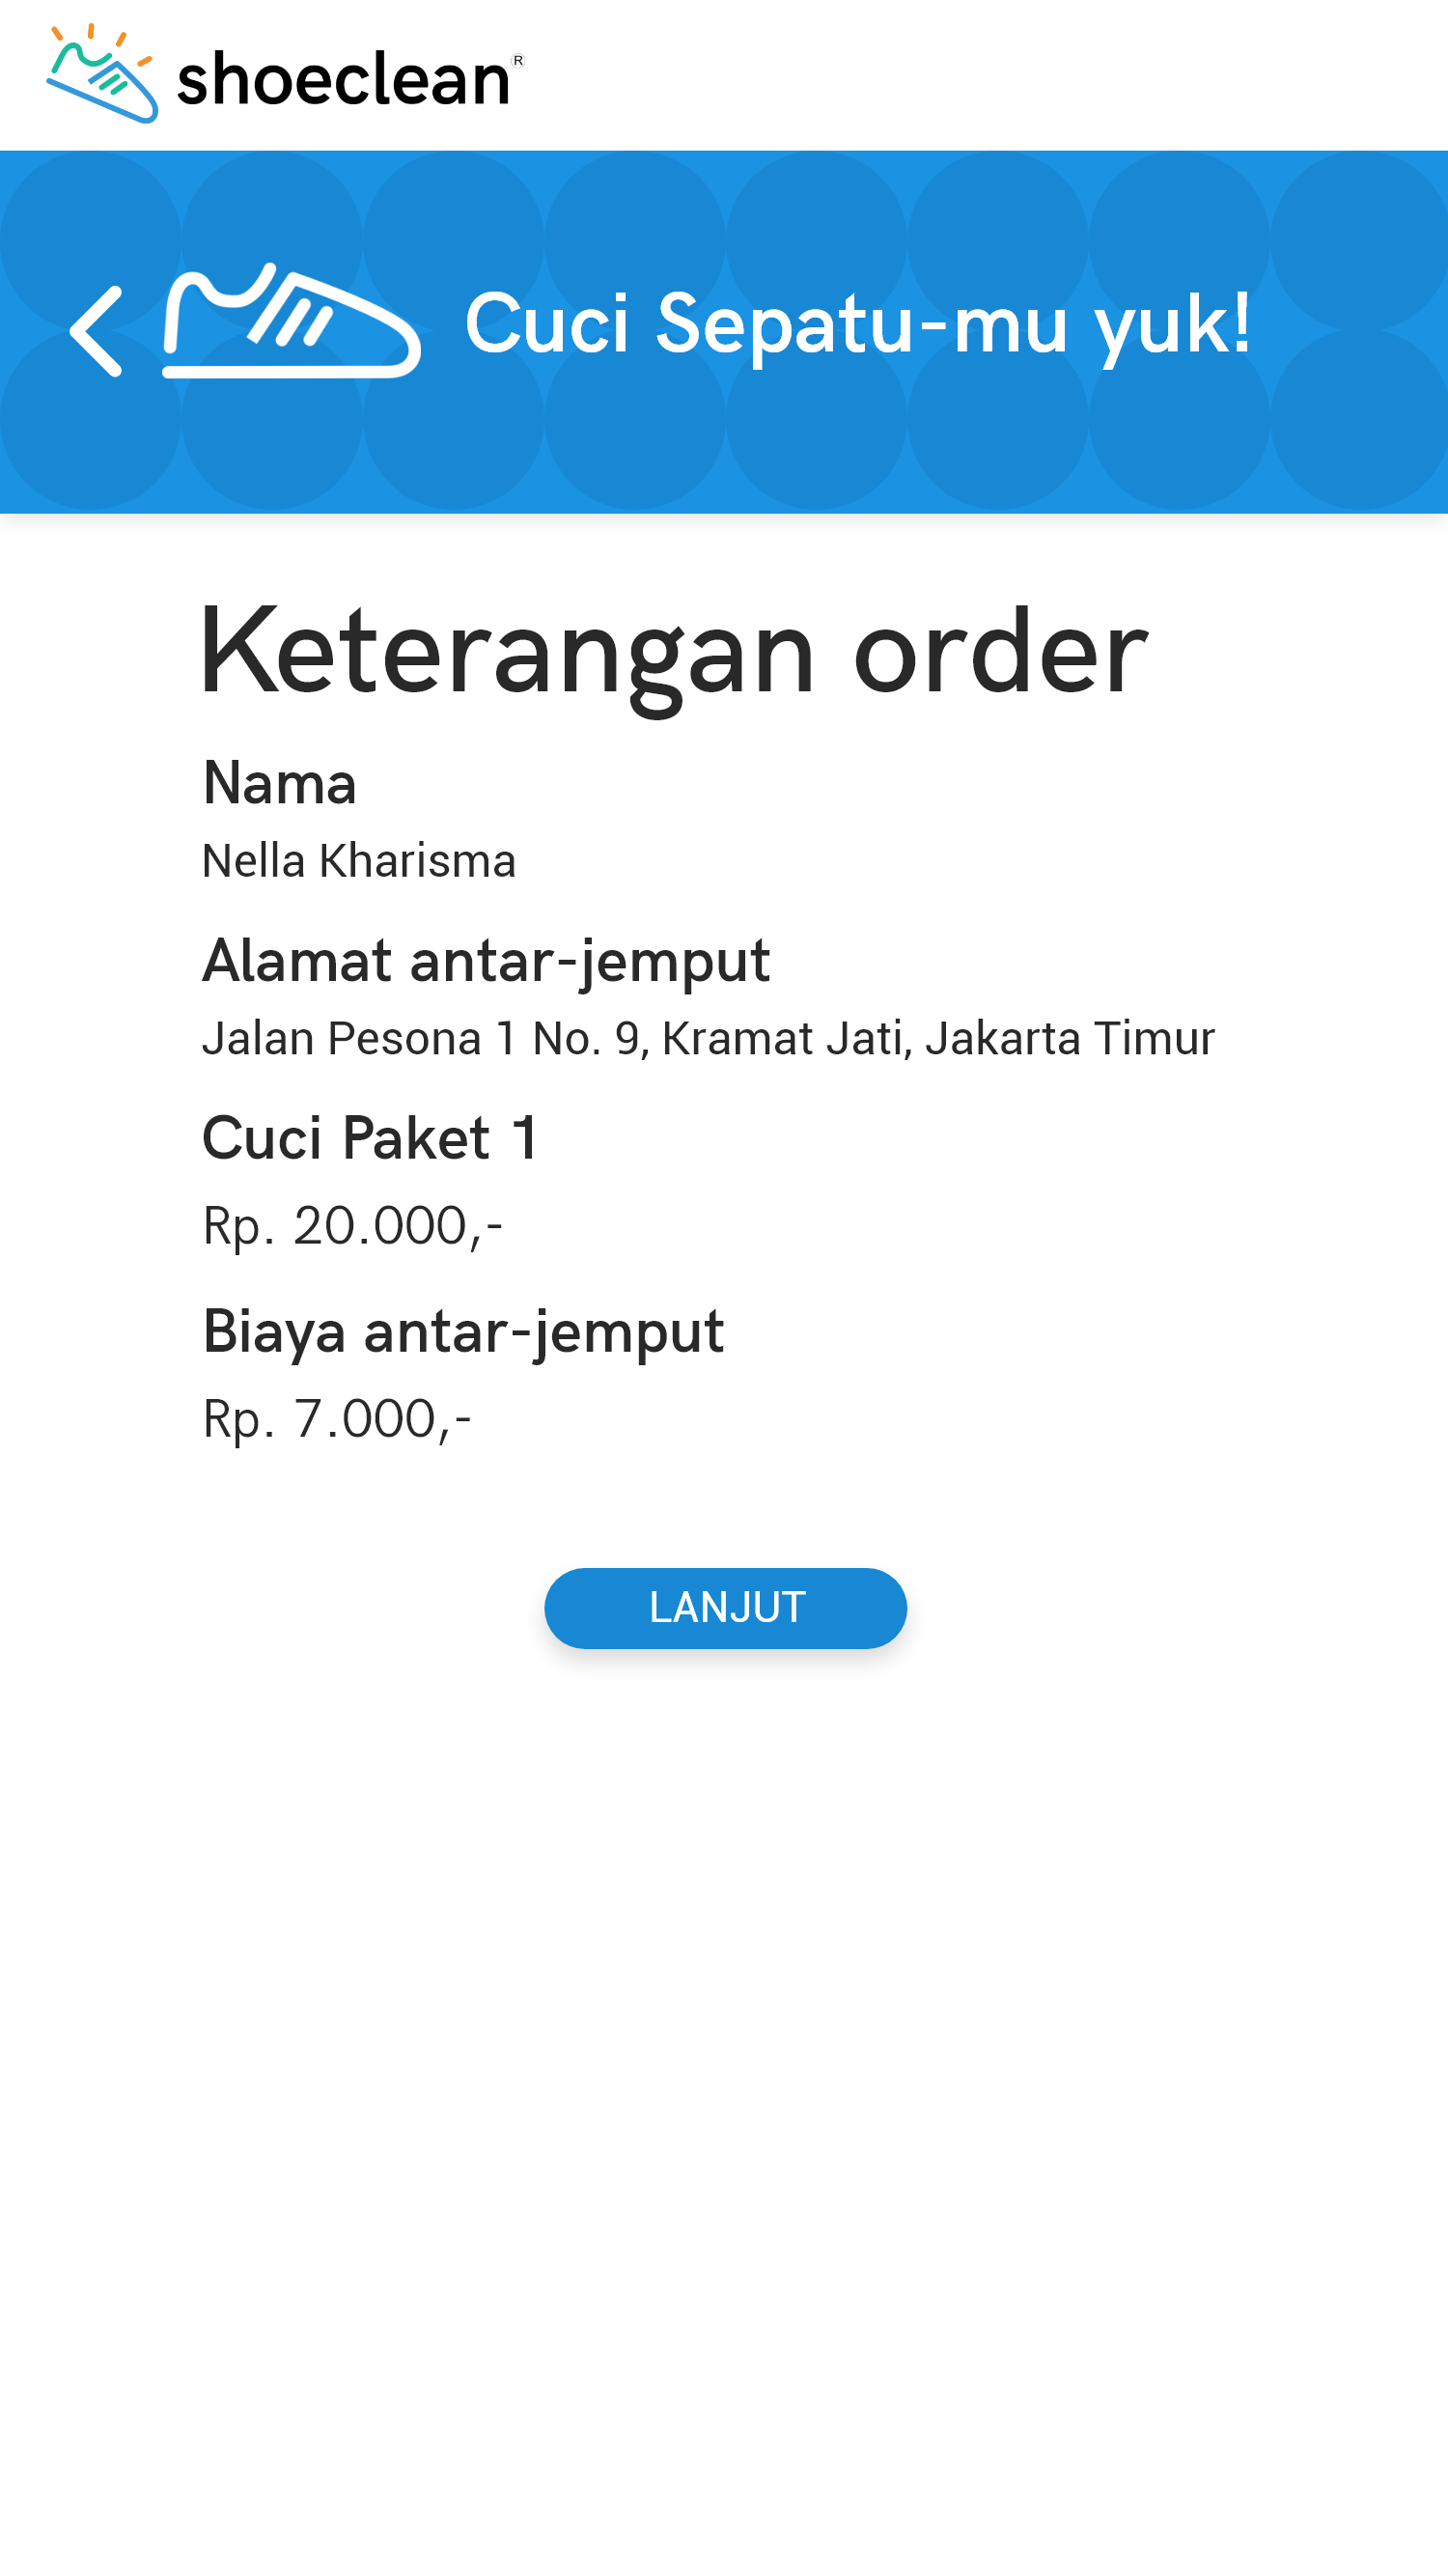 shoeclean®
Cuci Sepatu-mu yuk!
Keterangan order
Nama
Nella Kharisma
Alamat antar-jemput
Jalan Pesona 1 No. 9, Kramat Jati, Jakarta Timur
Cuci Paket 1
Rp. 20.000,-
Biaya antar-jemput
Rp. 7.000,-
LANJUT